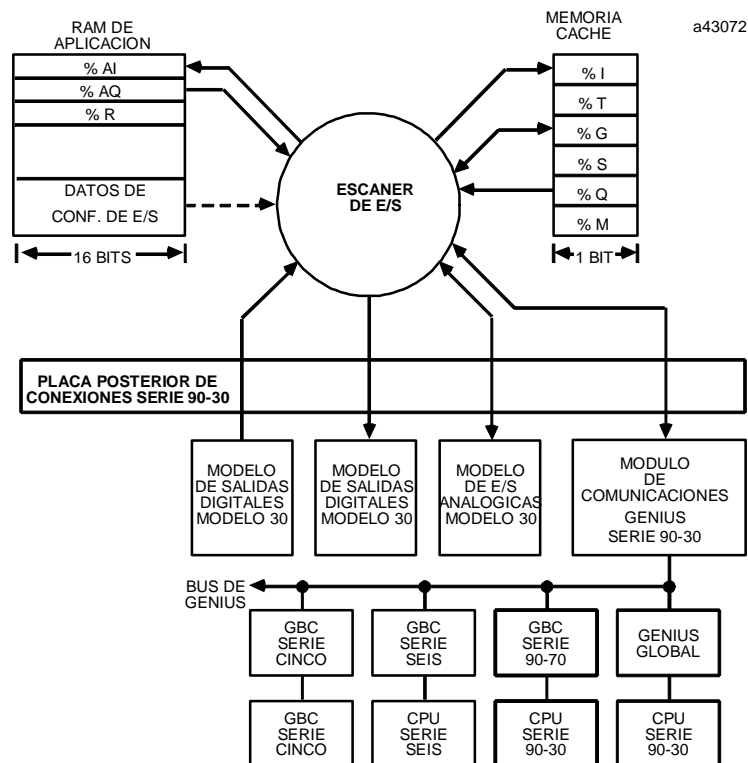 RAM DE
APLICACION
% AI
% AQ
% R
DATOS DE
CONF. DE E/S
16 BITS
ESCANER
DE E/S
MEMORIA
CACHE
a43072
% I
% T
% G
% S
% Q
% M
1 BIT
PLACA POSTERIOR DE
CONEXIONES SERIE 90-30
MODELO
DE SALIDAS
DIGITALES
MODELO 30
MODELO
DE SALIDAS
DIGITALES
MODELO 30
MODELO
DE E/S
ANALOGICAS
MODELO 30
MODULO
DE
COMUNICACIONES
GENIUS
SERIE 90-30
BUS DE
GENIUS
GBC
SERIE
CINCO
GBC
SERIE
SEIS
GBC
SERIE
90-70
GENIUS
GLOBAL
GBC
SERIE
CINCO
CPU
SERIE
SEIS
CPU
SERIE
90-30
CPU
SERIE
90-30